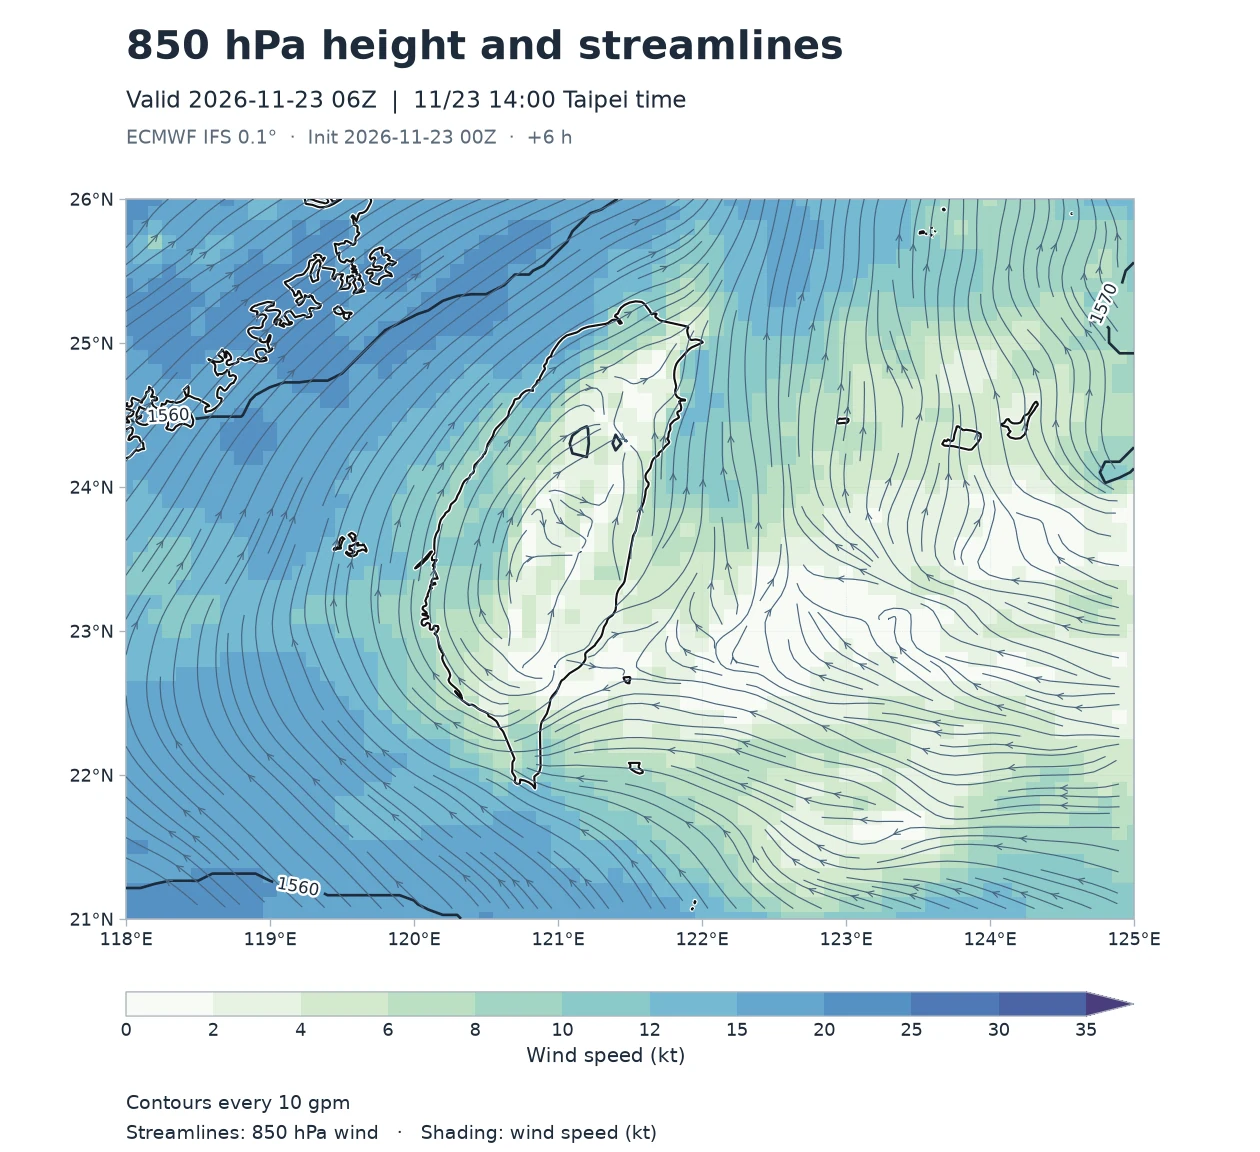 850 hPa height and streamlines
Valid 2026-11-23 06Z | 11/23 14:00 Taipei time
ECMWF IFS 0.1° · Init 2026-11-23 00Z · +6 h
26°N
25°N
24°N
23°N
22°N
21°N
1570
1560
1560
118°E 119°E 120°E 121°E 122°E 123°E 124°E 125°E
0 2 4 6 8 10 12 15 20 25 30 35
Wind speed (kt)
Contours every 10 gpm
Streamlines: 850 hPa wind · Shading: wind speed (kt)